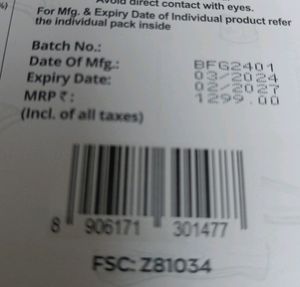 Avoid direct contact with eyes.
For Mfg. & Expiry Date of Individual product refer
the individual pack inside
Batch No.: BFG2401
Date Of Mfg.: 03/2024
Expiry Date: 02/2027
MRP ₹: 1299.00
(Incl. of all taxes)
8 906171 301477
FSC: Z81034